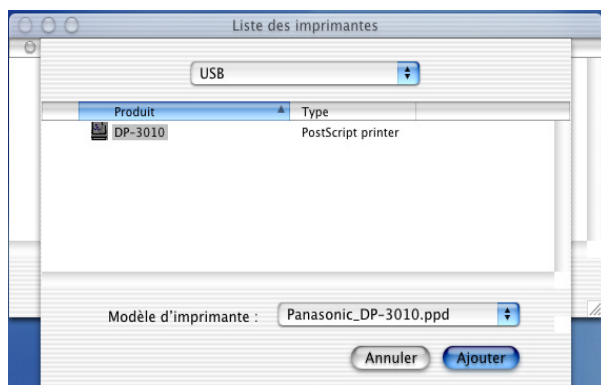 Liste des imprimantes
USB
Produit Type
DP-3010 PostScript printer
Modèle d'imprimante : Panasonic_DP-3010.ppd
Annuler Ajouter